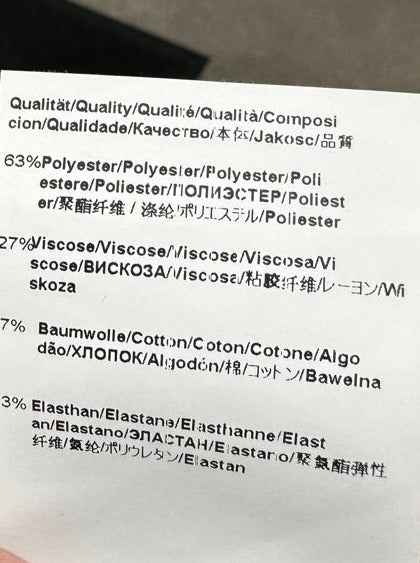 Qualität/Quality/Qualité/Qualità/Composi
cion/Qualidade/Качество/本体/Jakosc/品質
63%Polyester/Polyester/Polyester/Poli
estere/Poliester/ПОЛИЭСТЕР/Poliest
er/聚酯纤维 / 涤纶/ポリエステル/Poliester
27%Viscose/Viscose/Viscose/Viscosa/Vi
scose/ВИСКОЗА/Viscosa/粘胶纤维/レーヨン/Wi
skoza
7% Baumwolle/Cotton/Coton/Cotone/Algo
dão/ХЛОПОК/Algodón/棉/コットン/Bawelna
3% Elasthan/Elastane/Elasthanne/Elast
an/Elastano/ЭЛАСТАН/Elastano/聚氨酯弹性
纤维/氨纶/ポリウレタン/Elastan